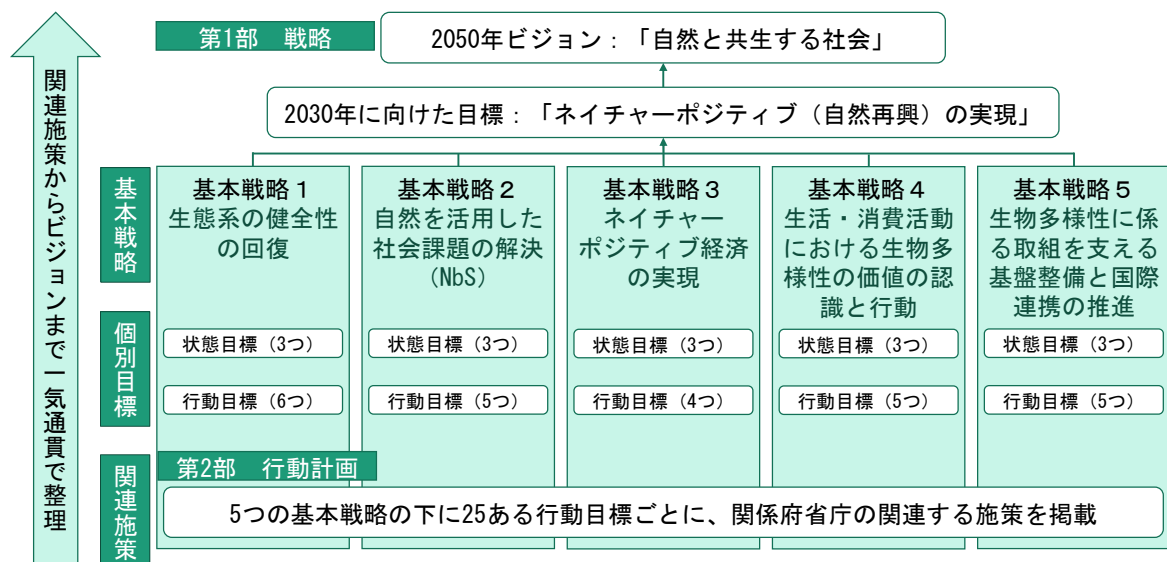 第1部　戦略
2050年ビジョン：「自然と共生する社会」
2030年に向けた目標：「ネイチャーポジティブ（自然再興）の実現」
関連施策からビジョンまで一気通貫で整理
基本戦略
基本戦略１
生態系の健全性
の回復
基本戦略２
自然を活用した
社会課題の解決
(NbS)
基本戦略３
ネイチャー
ポジティブ経済
の実現
基本戦略４
生活・消費活動
における生物多
様性の価値の認
識と行動
基本戦略５
生物多様性に係
る取組を支える
基盤整備と国際
連携の推進
個別目標
状態目標（3つ）
状態目標（3つ）
状態目標（3つ）
状態目標（3つ）
状態目標（3つ）
行動目標（6つ）
行動目標（5つ）
行動目標（4つ）
行動目標（5つ）
行動目標（5つ）
関連施策
第2部　行動計画
5つの基本戦略の下に25ある行動目標ごとに、関係府省庁の関連する施策を掲載